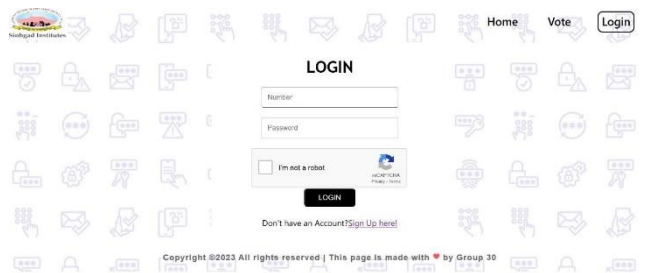 Sinhgad Institutes
Home Vote Login
LOGIN
Number
Password
I'm not a robot
reCAPTCHA
Privacy - Terms
LOGIN
Don't have an Account?Sign Up here!
Copyright ©2023 All rights reserved | This page is made with ♥ by Group 30